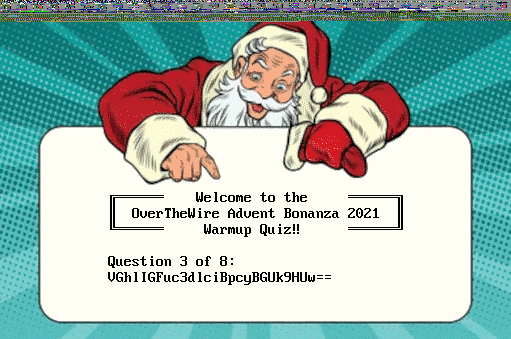 Welcome to the
OverTheWire Advent Bonanza 2021
Warmup Quiz!!
Question 3 of 8:
VGhlIGFuc3dlciBpcyBGUk9HUw==